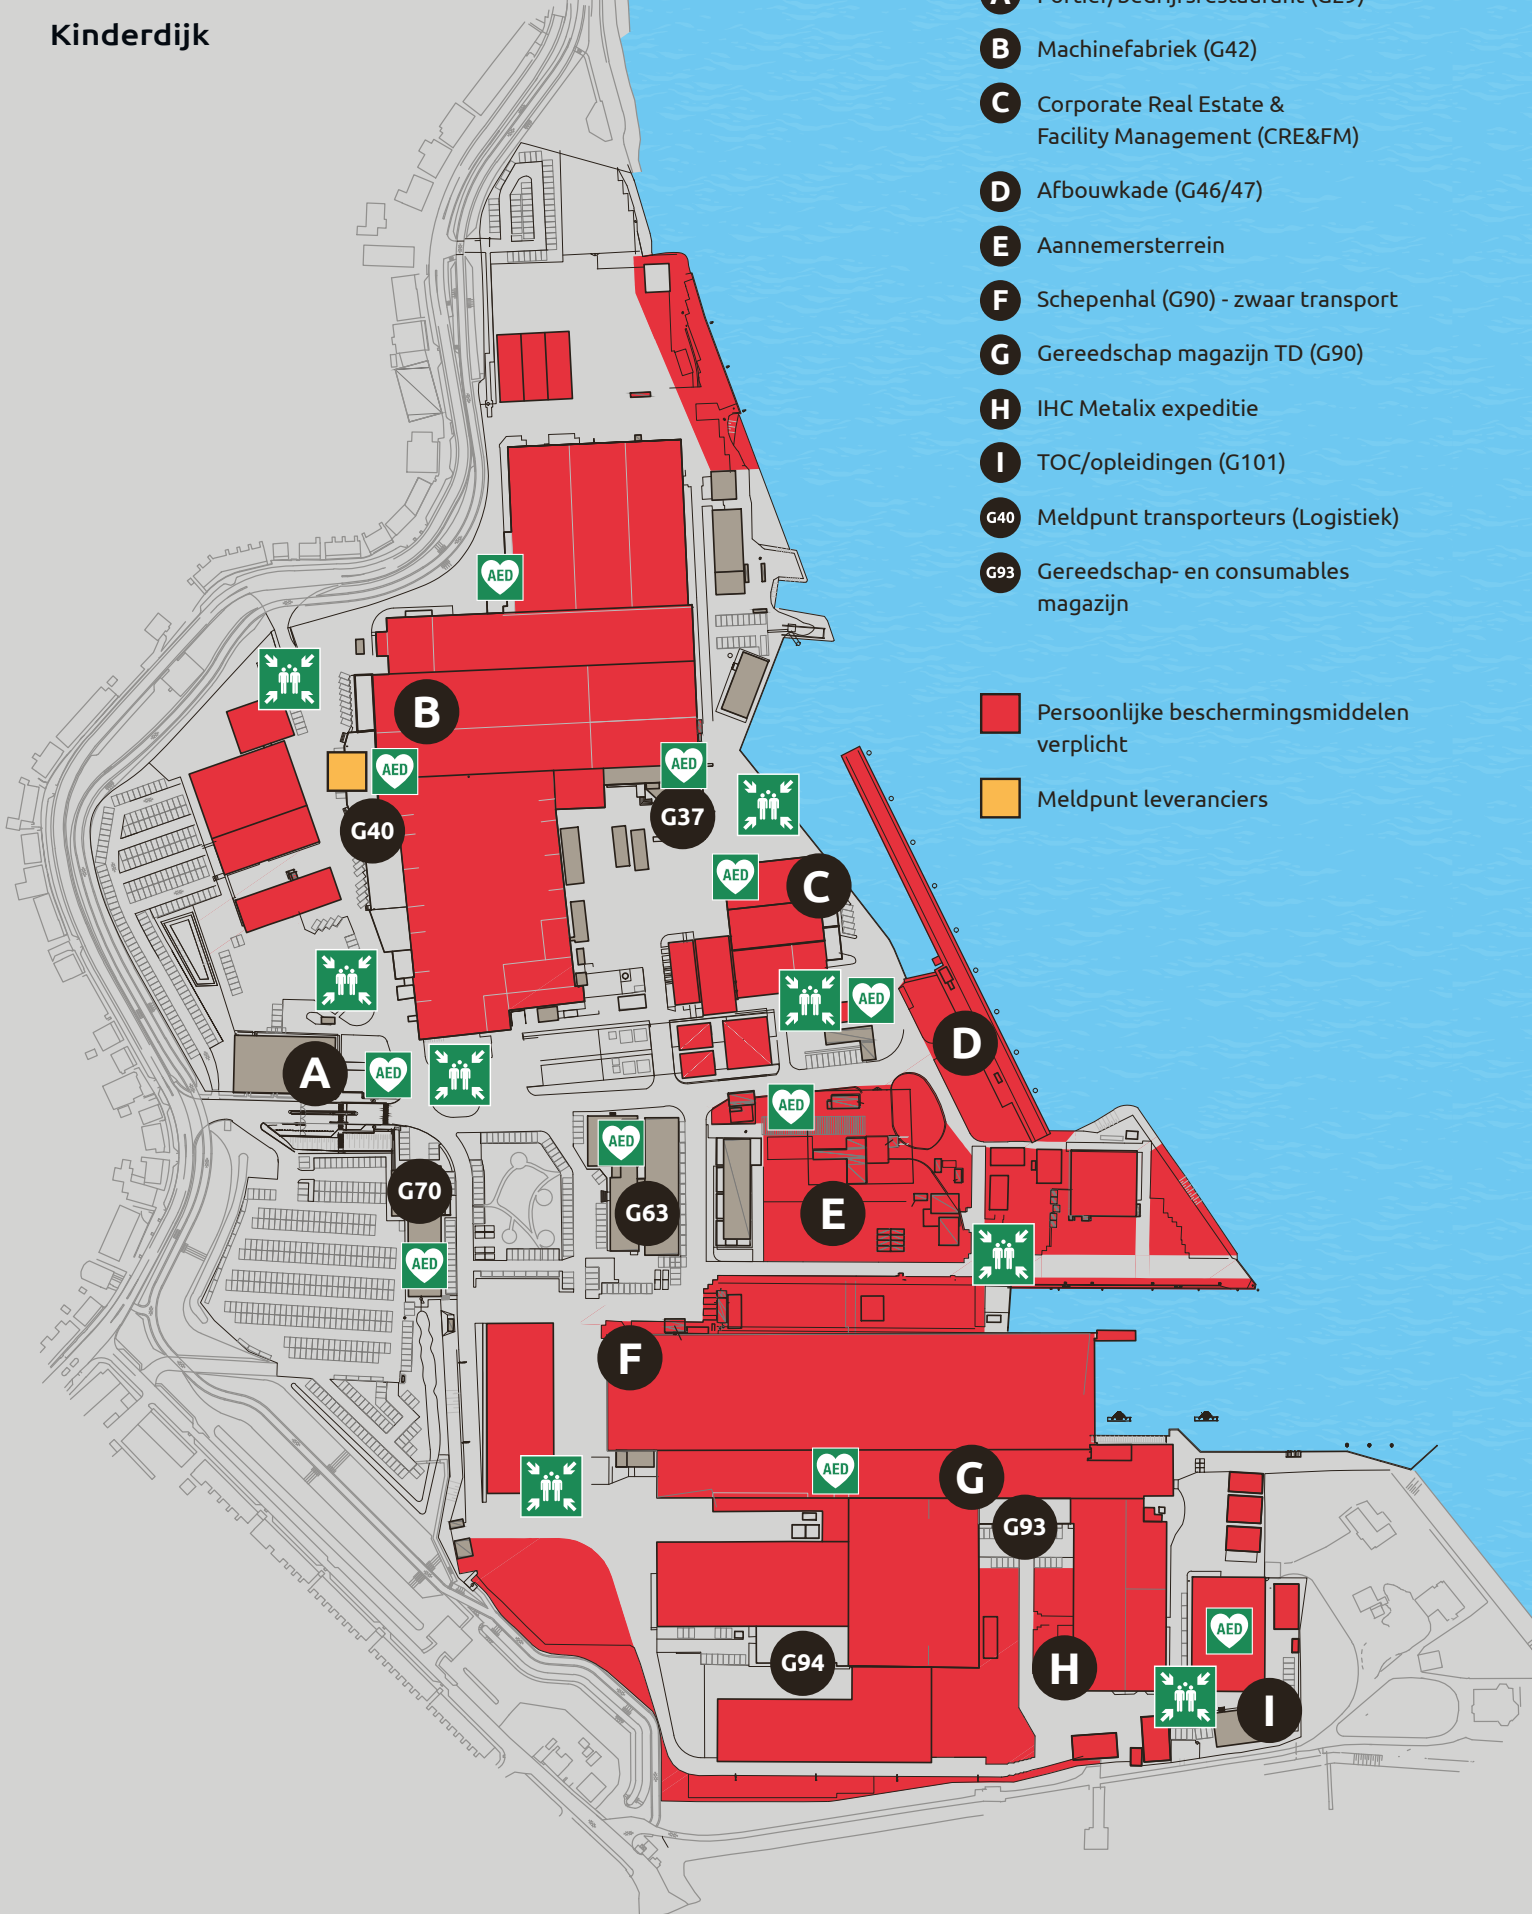 Kinderdijk
A Portier/bedrijfsrestaurant (G29)
B Machinefabriek (G42)
C Corporate Real Estate &
Facility Management (CRE&FM)
D Afbouwkade (G46/47)
E Aannemersterrein
F Schepenhal (G90) - zwaar transport
G Gereedschap magazijn TD (G90)
H IHC Metalix expeditie
I TOC/opleidingen (G101)
G40 Meldpunt transporteurs (Logistiek)
G93 Gereedschap- en consumables
magazijn
Persoonlijke beschermingsmiddelen
verplicht
Meldpunt leveranciers
AED
B
AED
AED
G40
G37
AED
C
AED
D
A
AED
AED
AED
G70
G63
E
AED
F
AED
G
G93
AED
G94
H
I